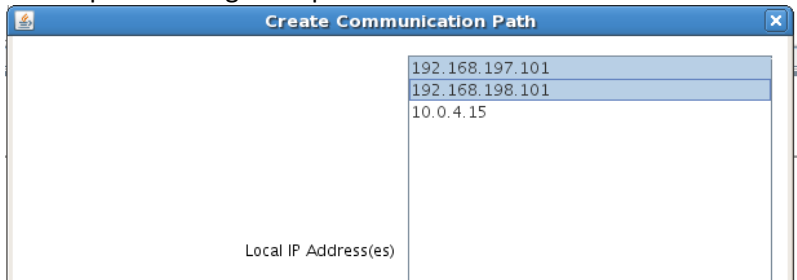 Create Communication Path
192.168.197.101
192.168.198.101
10.0.4.15
Local IP Address(es)